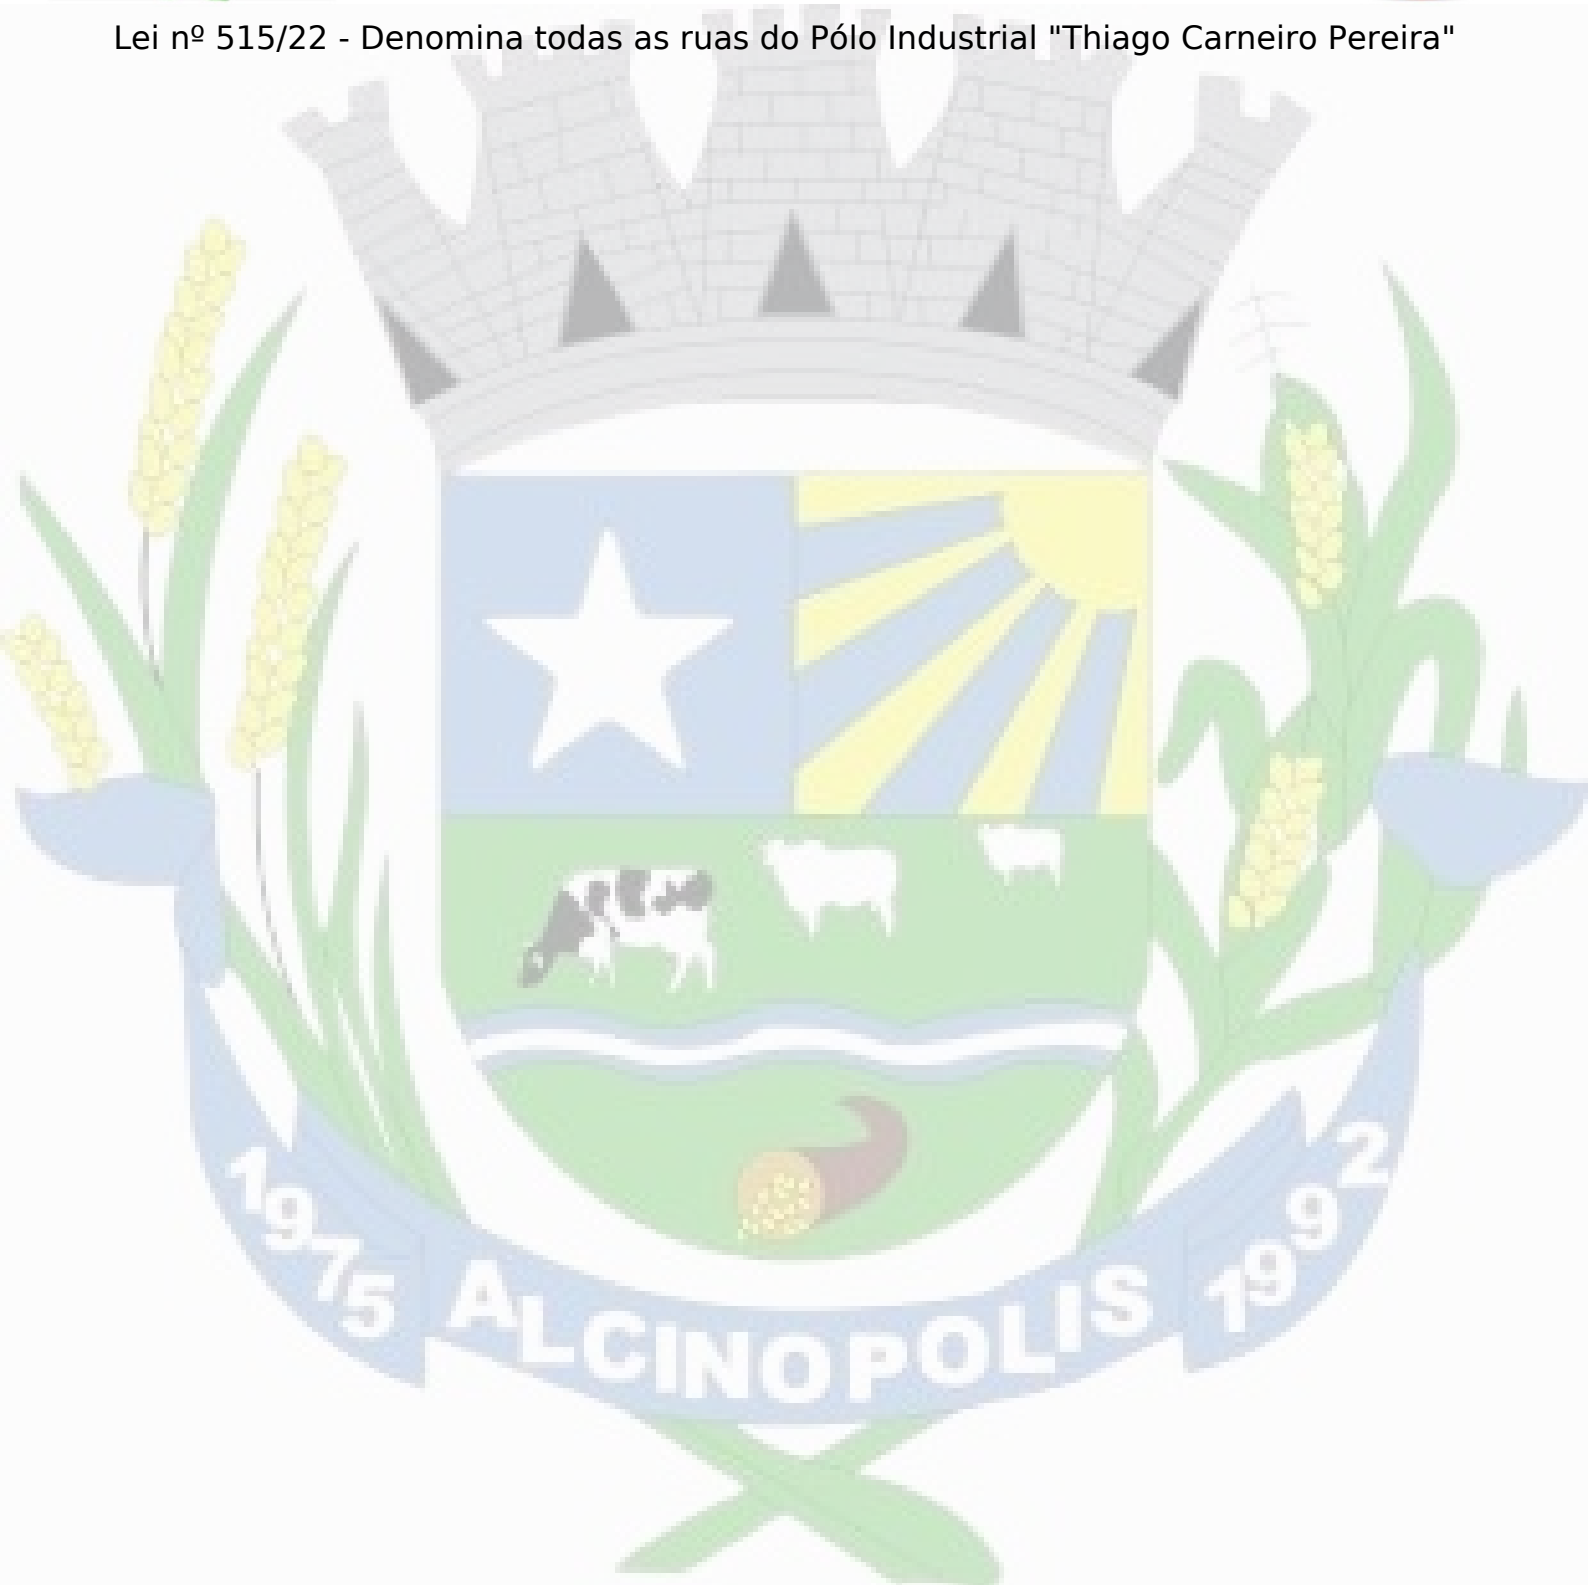 Lei nº 515/22 - Denomina todas as ruas do Pólo Industrial "Thiago Carneiro Pereira"
1975 ALCINOPOLIS 1992